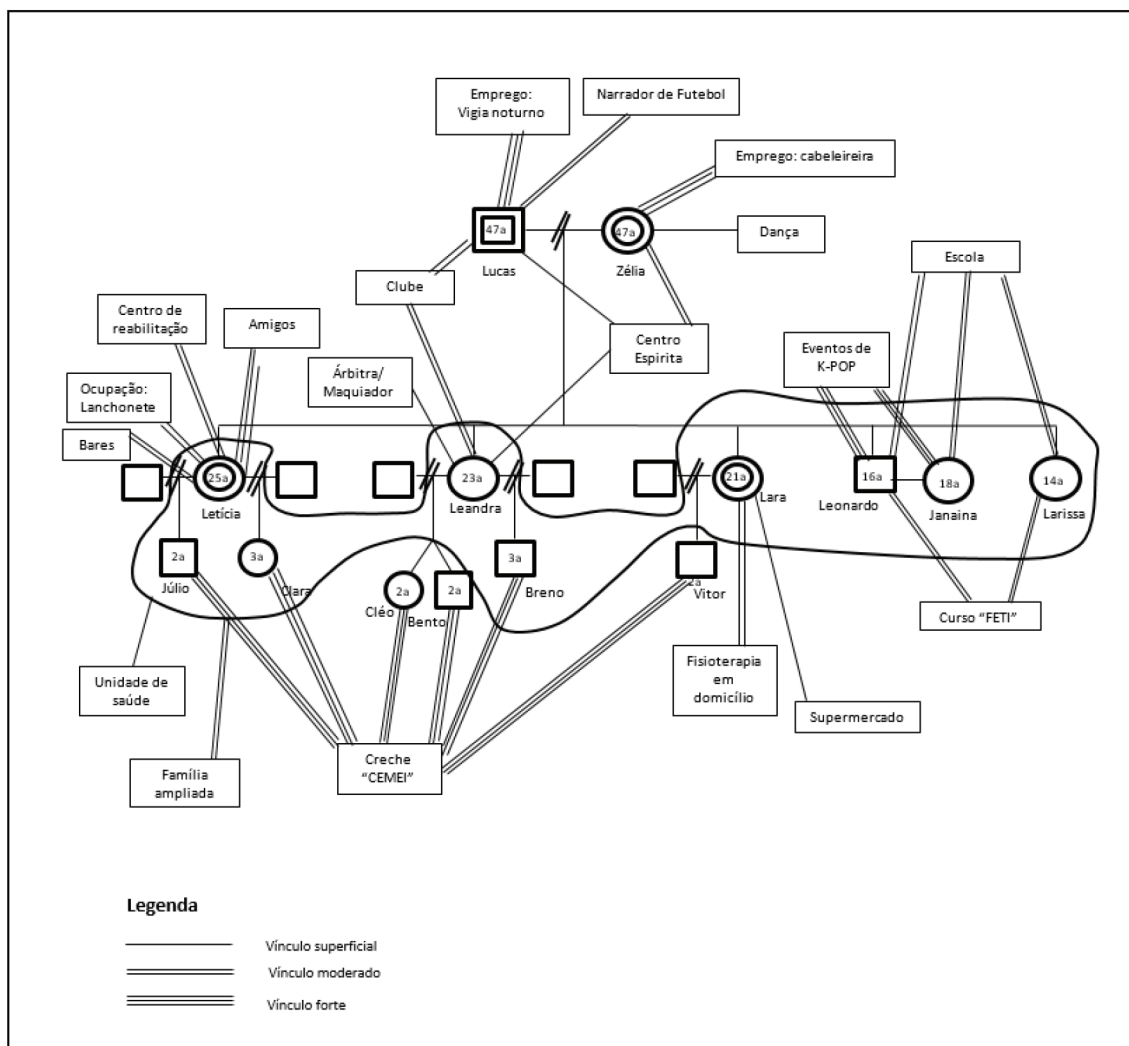 Emprego:
Vigia noturno
Narrador de Futebol
Emprego: cabeleireira
47a
47a
Dança
Lucas
Zélia
Escola
Clube
Centro de
reabilitação
Amigos
Centro
Espirita
Eventos de
K-POP
Árbitra/
Maquiador
Ocupação:
Lanchonete
Bares
25a
23a
21a
16a
18a
14a
Letícia
Leandra
Lara
Leonardo
Janaina
Larissa
2a
3a
3a
2a
2a
2a
Júlio
Clara
Cléo
Bento
Breno
Vitor
Curso “FETI”
Unidade de
saúde
Fisioterapia
em
domicílio
Supermercado
Família
ampliada
Creche
“CEMEI”
Legenda
Vínculo superficial
Vínculo moderado
Vínculo forte